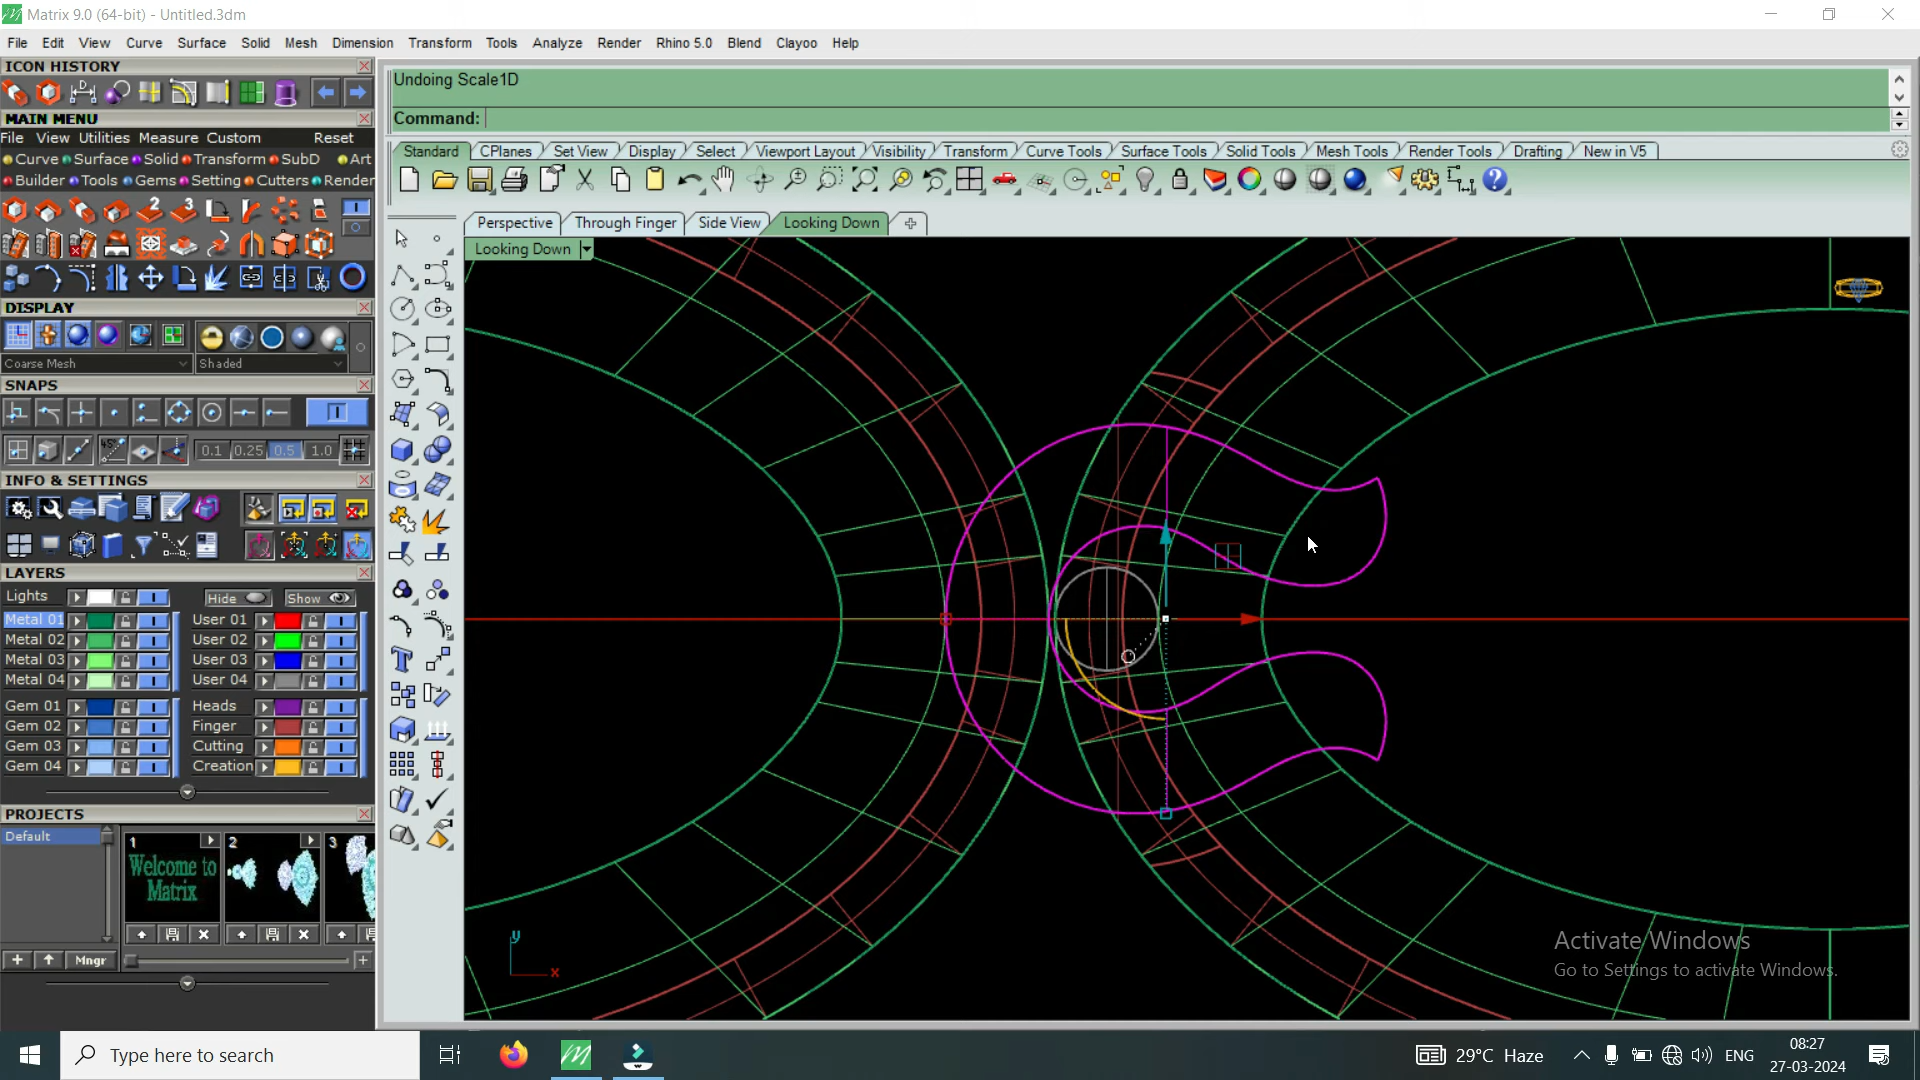 Matrix 9.0 (64-bit) - Untitled.3dm
File Edit View Curve Surface Solid Mesh Dimension Transform Tools Analyze Render Rhino 5.0 Blend Clayoo Help
ICON HISTORY
Undoing Scale1D
Command:
MAIN MENU
File View Utilities Measure Custom Reset
Curve Surface Solid Transform SubD Art
Builder Tools Gems Setting Cutters Render
Standard CPlanes Set View Display Select Viewport Layout Visibility Transform Curve Tools Surface Tools Solid Tools Mesh Tools Render Tools Drafting New in V5
Perspective Through Finger Side View Looking Down
Looking Down
DISPLAY
Coarse Mesh Shaded
SNAPS
0.1 0.25 0.5 1.0
INFO & SETTINGS
LAYERS
Lights Hide Show
Metal 01 User 01
Metal 02 User 02
Metal 03 User 03
Metal 04 User 04
Gem 01 Heads
Gem 02 Finger
Gem 03 Cutting
Gem 04 Creation
PROJECTS
Default
1 2 3
Welcome to
Matrix
Mngr
y
x
Activate Windows
Go to Settings to activate Windows.
Type here to search
29°C Haze
ENG
08:27
27-03-2024